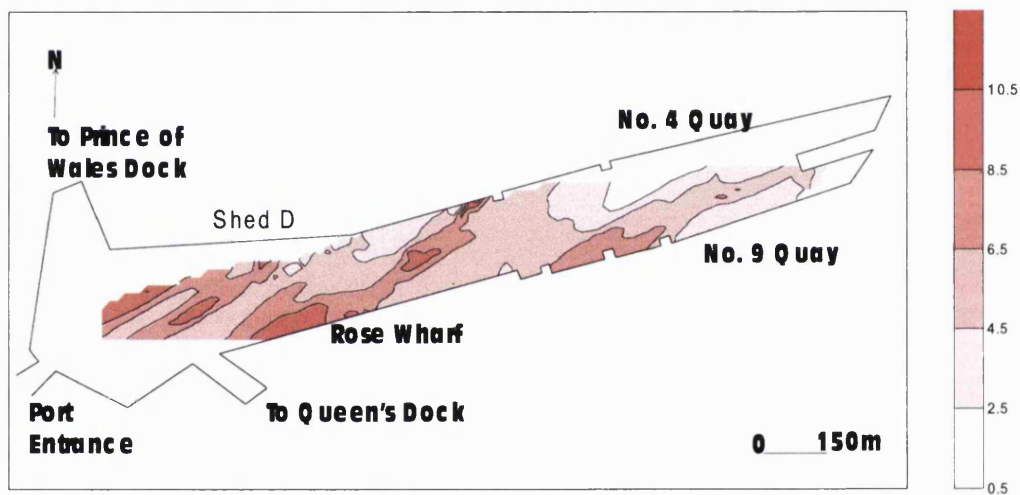 N
To Prince of
Wales Dock
Shed D
No. 4 Quay
No. 9 Quay
Rose Wharf
Port
Entrance
To Queen's Dock
0 150m
10.5
8.5
6.5
4.5
2.5
0.5